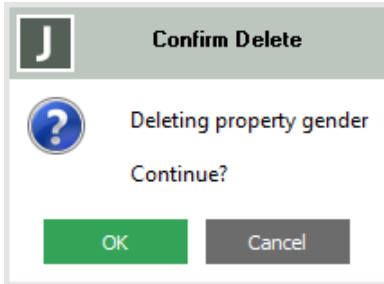 J
Confirm Delete
?
Deleting property gender
Continue?
OK
Cancel